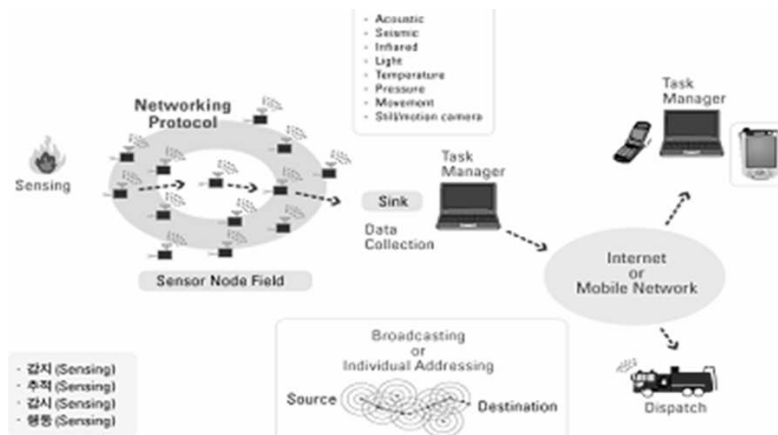 - Acoustic
- Seismic
- Infrared
- Light
- Temperature
- Pressure
- Movement
- Still/motion camera
Networking
Protocol
Sensing
Task
Manager
Task
Manager
Sink
Data
Collection
Sensor Node Field
Internet
or
Mobile Network
Broadcasting
or
Individual Addressing
Source
Destination
Dispatch
- 감지 (Sensing)
- 추적 (Sensing)
- 감시 (Sensing)
- 행동 (Sensing)